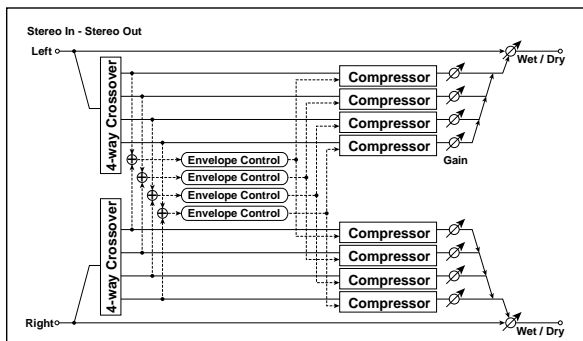 Stereo In - Stereo Out
Left
Wet / Dry
4-way Crossover
Compressor
Compressor
Compressor
Compressor
Gain
Envelope Control
Envelope Control
Envelope Control
Envelope Control
4-way Crossover
Compressor
Compressor
Compressor
Compressor
Right
Wet / Dry